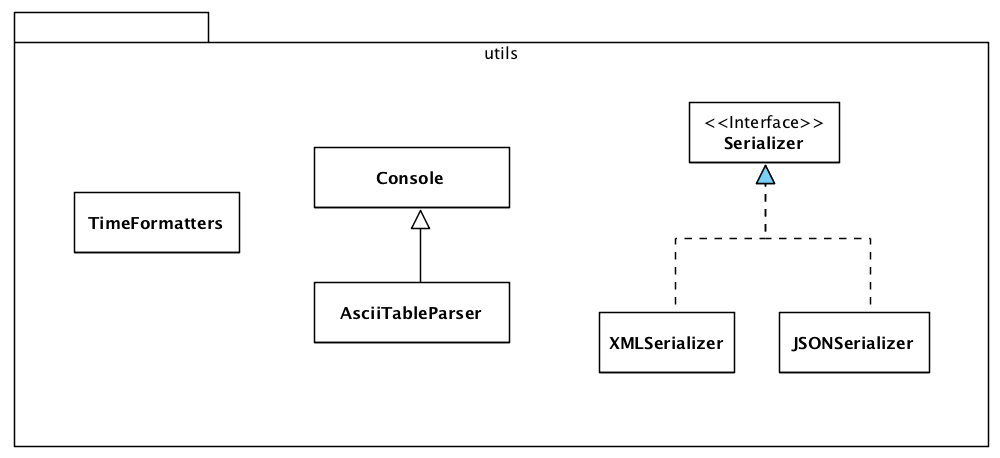 utils
<<Interface>>
Serializer
Console
TimeFormatters
AsciiTableParser
XMLSerializer
JSONSerializer